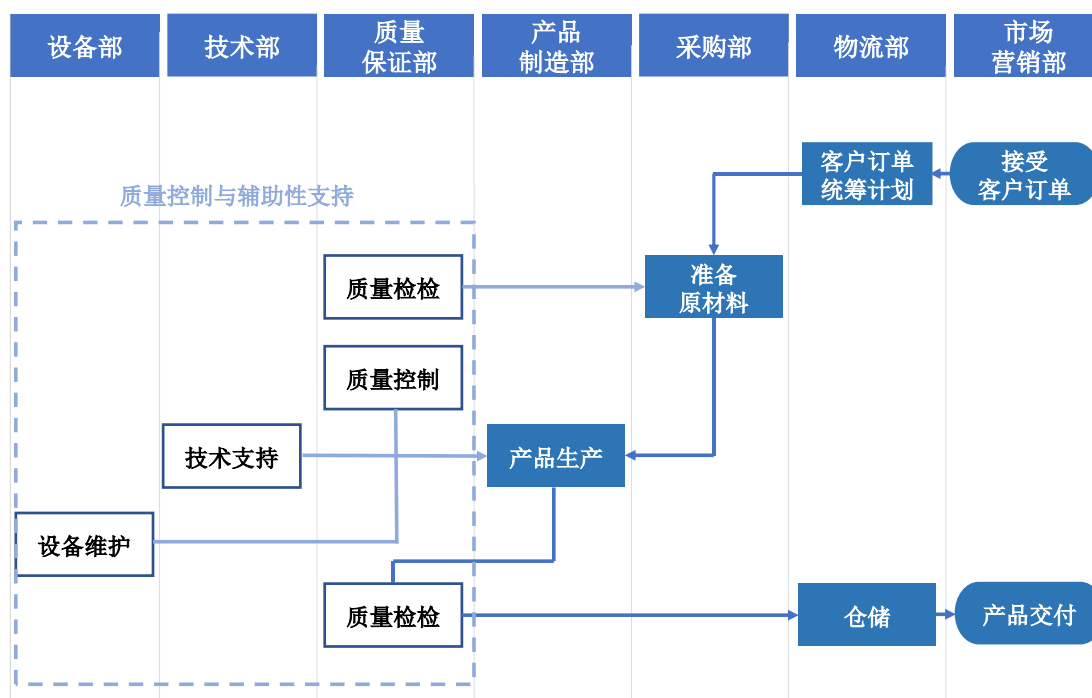 设备部
技术部
质量
保证部
产品
制造部
采购部
物流部
市场
营销部
客户订单
统筹计划
接受
客户订单
质量控制与辅助性支持
质量检检
准备
原材料
质量控制
技术支持
产品生产
设备维护
质量检检
仓储
产品交付